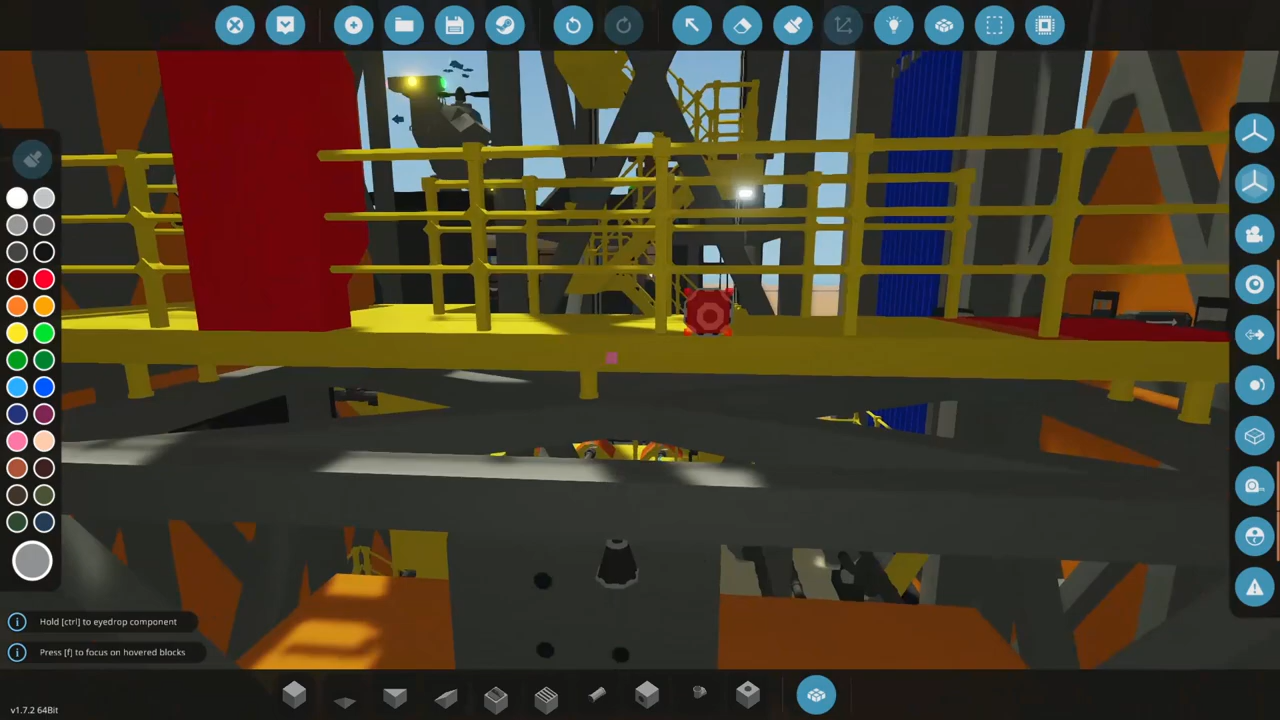 Hold [ctrl] to eyedrop component
Press [f] to focus on hovered blocks
v1.7.2 64Bit